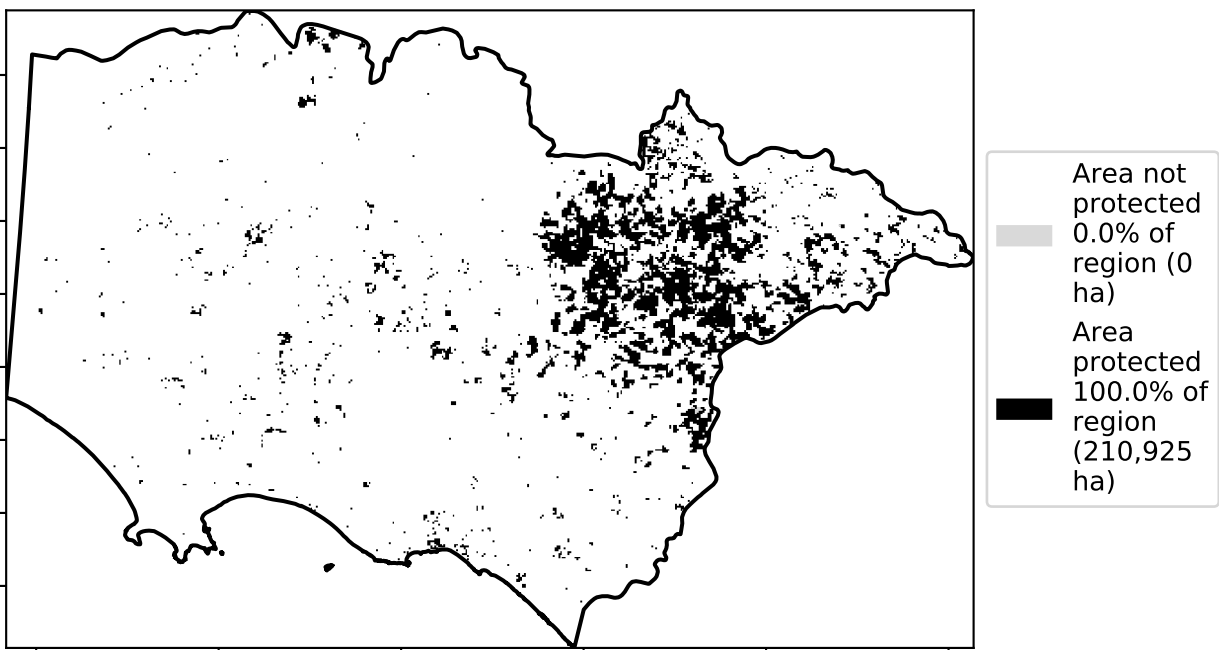 Area not
protected
0.0% of
region (0
ha)
Area
protected
100.0% of
region
(210,925
ha)